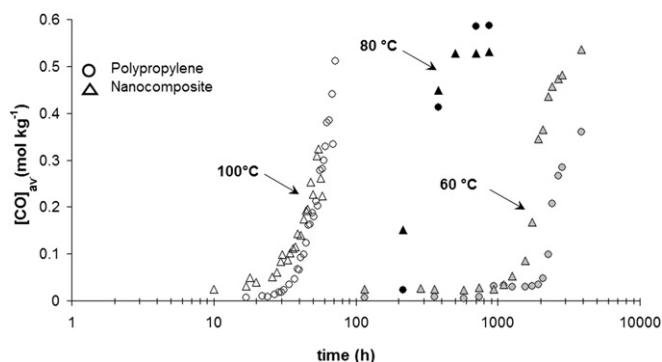 0.6
0.5
0.4
0.3
0.2
0.1
0
[CO]av.(mol kg-1)
Polypropylene
Nanocomposite
80 °C
100°C
60 °C
1 10 100 1000 10000
time (h)